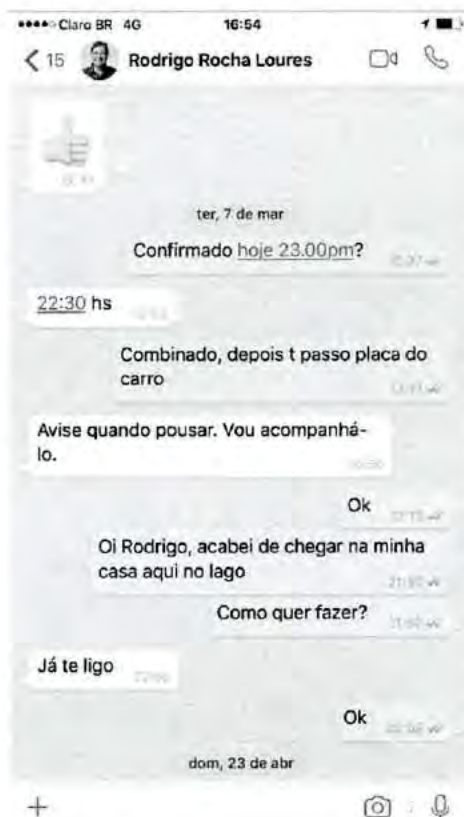 Claro BR 4G 16:54
15 Rodrigo Rocha Loures
ter, 7 de mar
Confirmado hoje 23.00pm?
22:30 hs
Combinado, depois t passo placa do
carro
Avise quando pousar. Vou acompanhá-
lo.
Ok
Oi Rodrigo, acabei de chegar na minha
casa aqui no lago
Como quer fazer?
Já te ligo
Ok
dom, 23 de abr